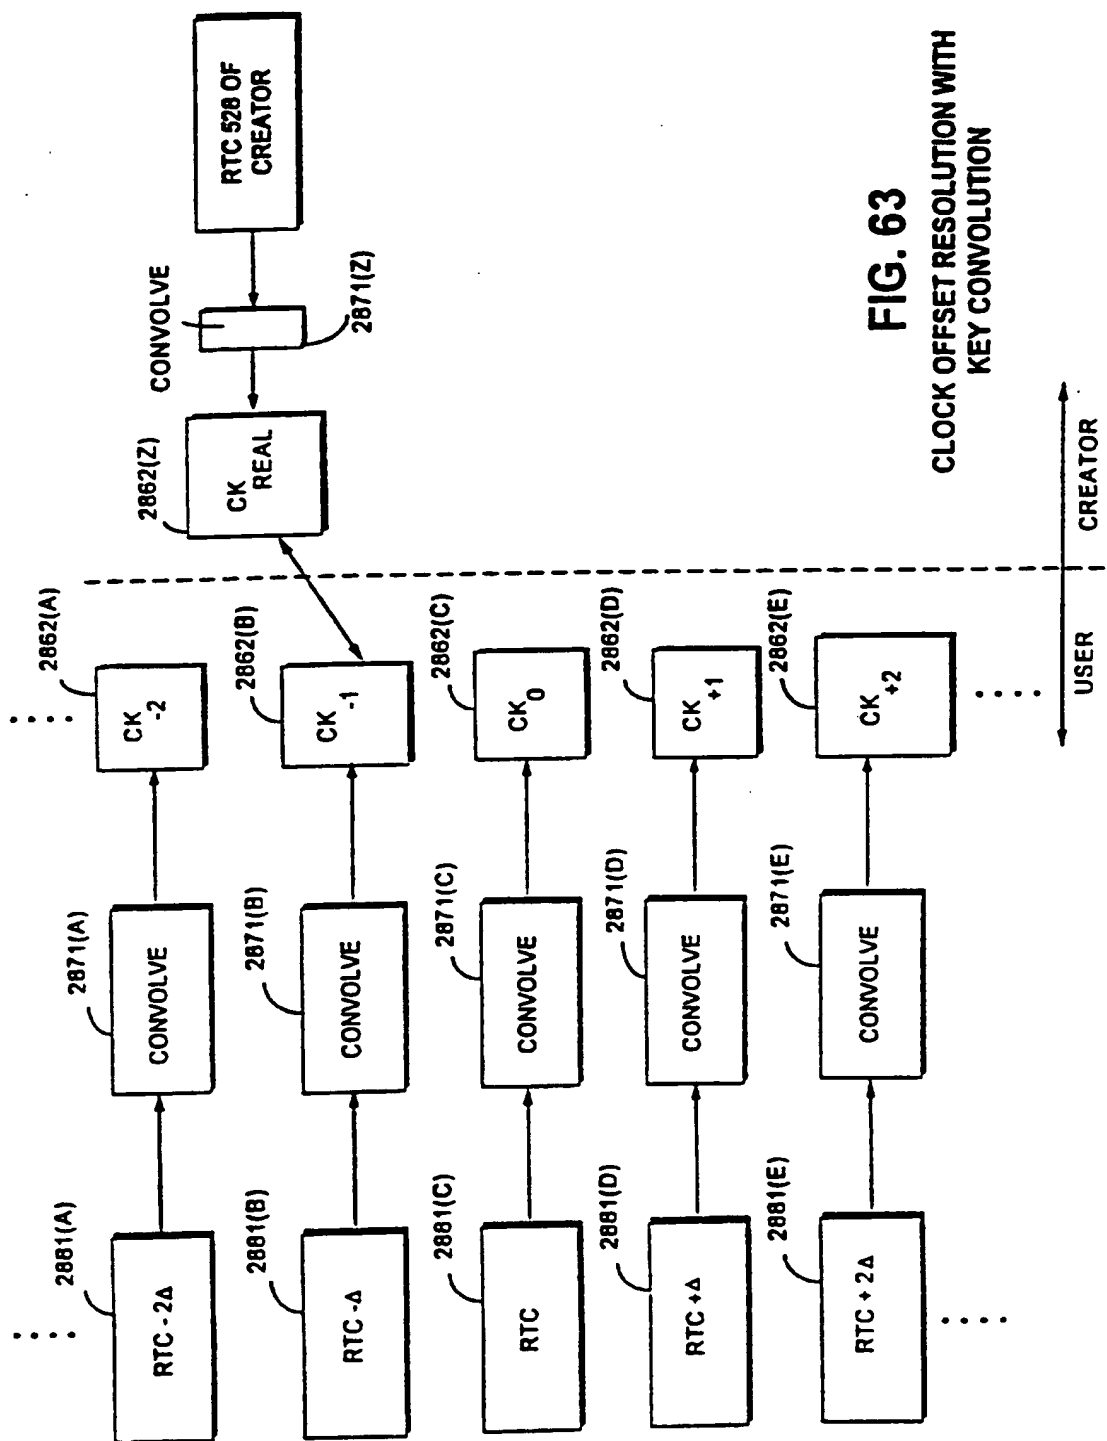 2881(A)
RTC - 2Δ
2871(A)
CONVOLVE
2862(A)
CK -2
2881(B)
RTC -Δ
2871(B)
CONVOLVE
2862(B)
CK -1
2881(C)
RTC
2871(C)
CONVOLVE
2862(C)
CK 0
2881(D)
RTC +Δ
2871(D)
CONVOLVE
2862(D)
CK +1
2881(E)
RTC + 2Δ
2871(E)
CONVOLVE
2862(E)
CK +2
2862(Z)
CK REAL
CONVOLVE
2871(Z)
RTC 528 OF
CREATOR
USER
CREATOR
FIG. 63
CLOCK OFFSET RESOLUTION WITH
KEY CONVOLUTION